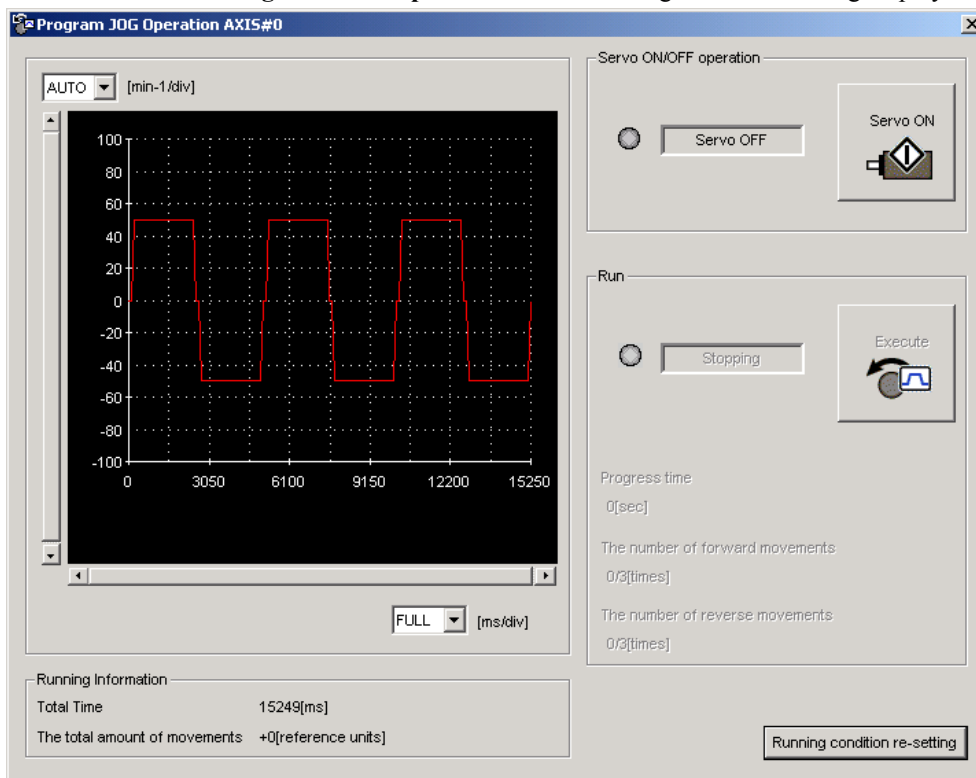 Program JOG Operation AXIS#0
AUTO [min-1/div]
100
80
60
40
20
0
-20
-40
-60
-80
-100
0 3050 6100 9150 12200 15250
FULL [ms/div]
Running Information
Total Time 15249[ms]
The total amount of movements +0[reference units]
Servo ON/OFF operation
Servo OFF
Servo ON
Run
Stopping
Execute
Progress time
0[sec]
The number of forward movements
0/3[times]
The number of reverse movements
0/3[times]
Running condition re-setting